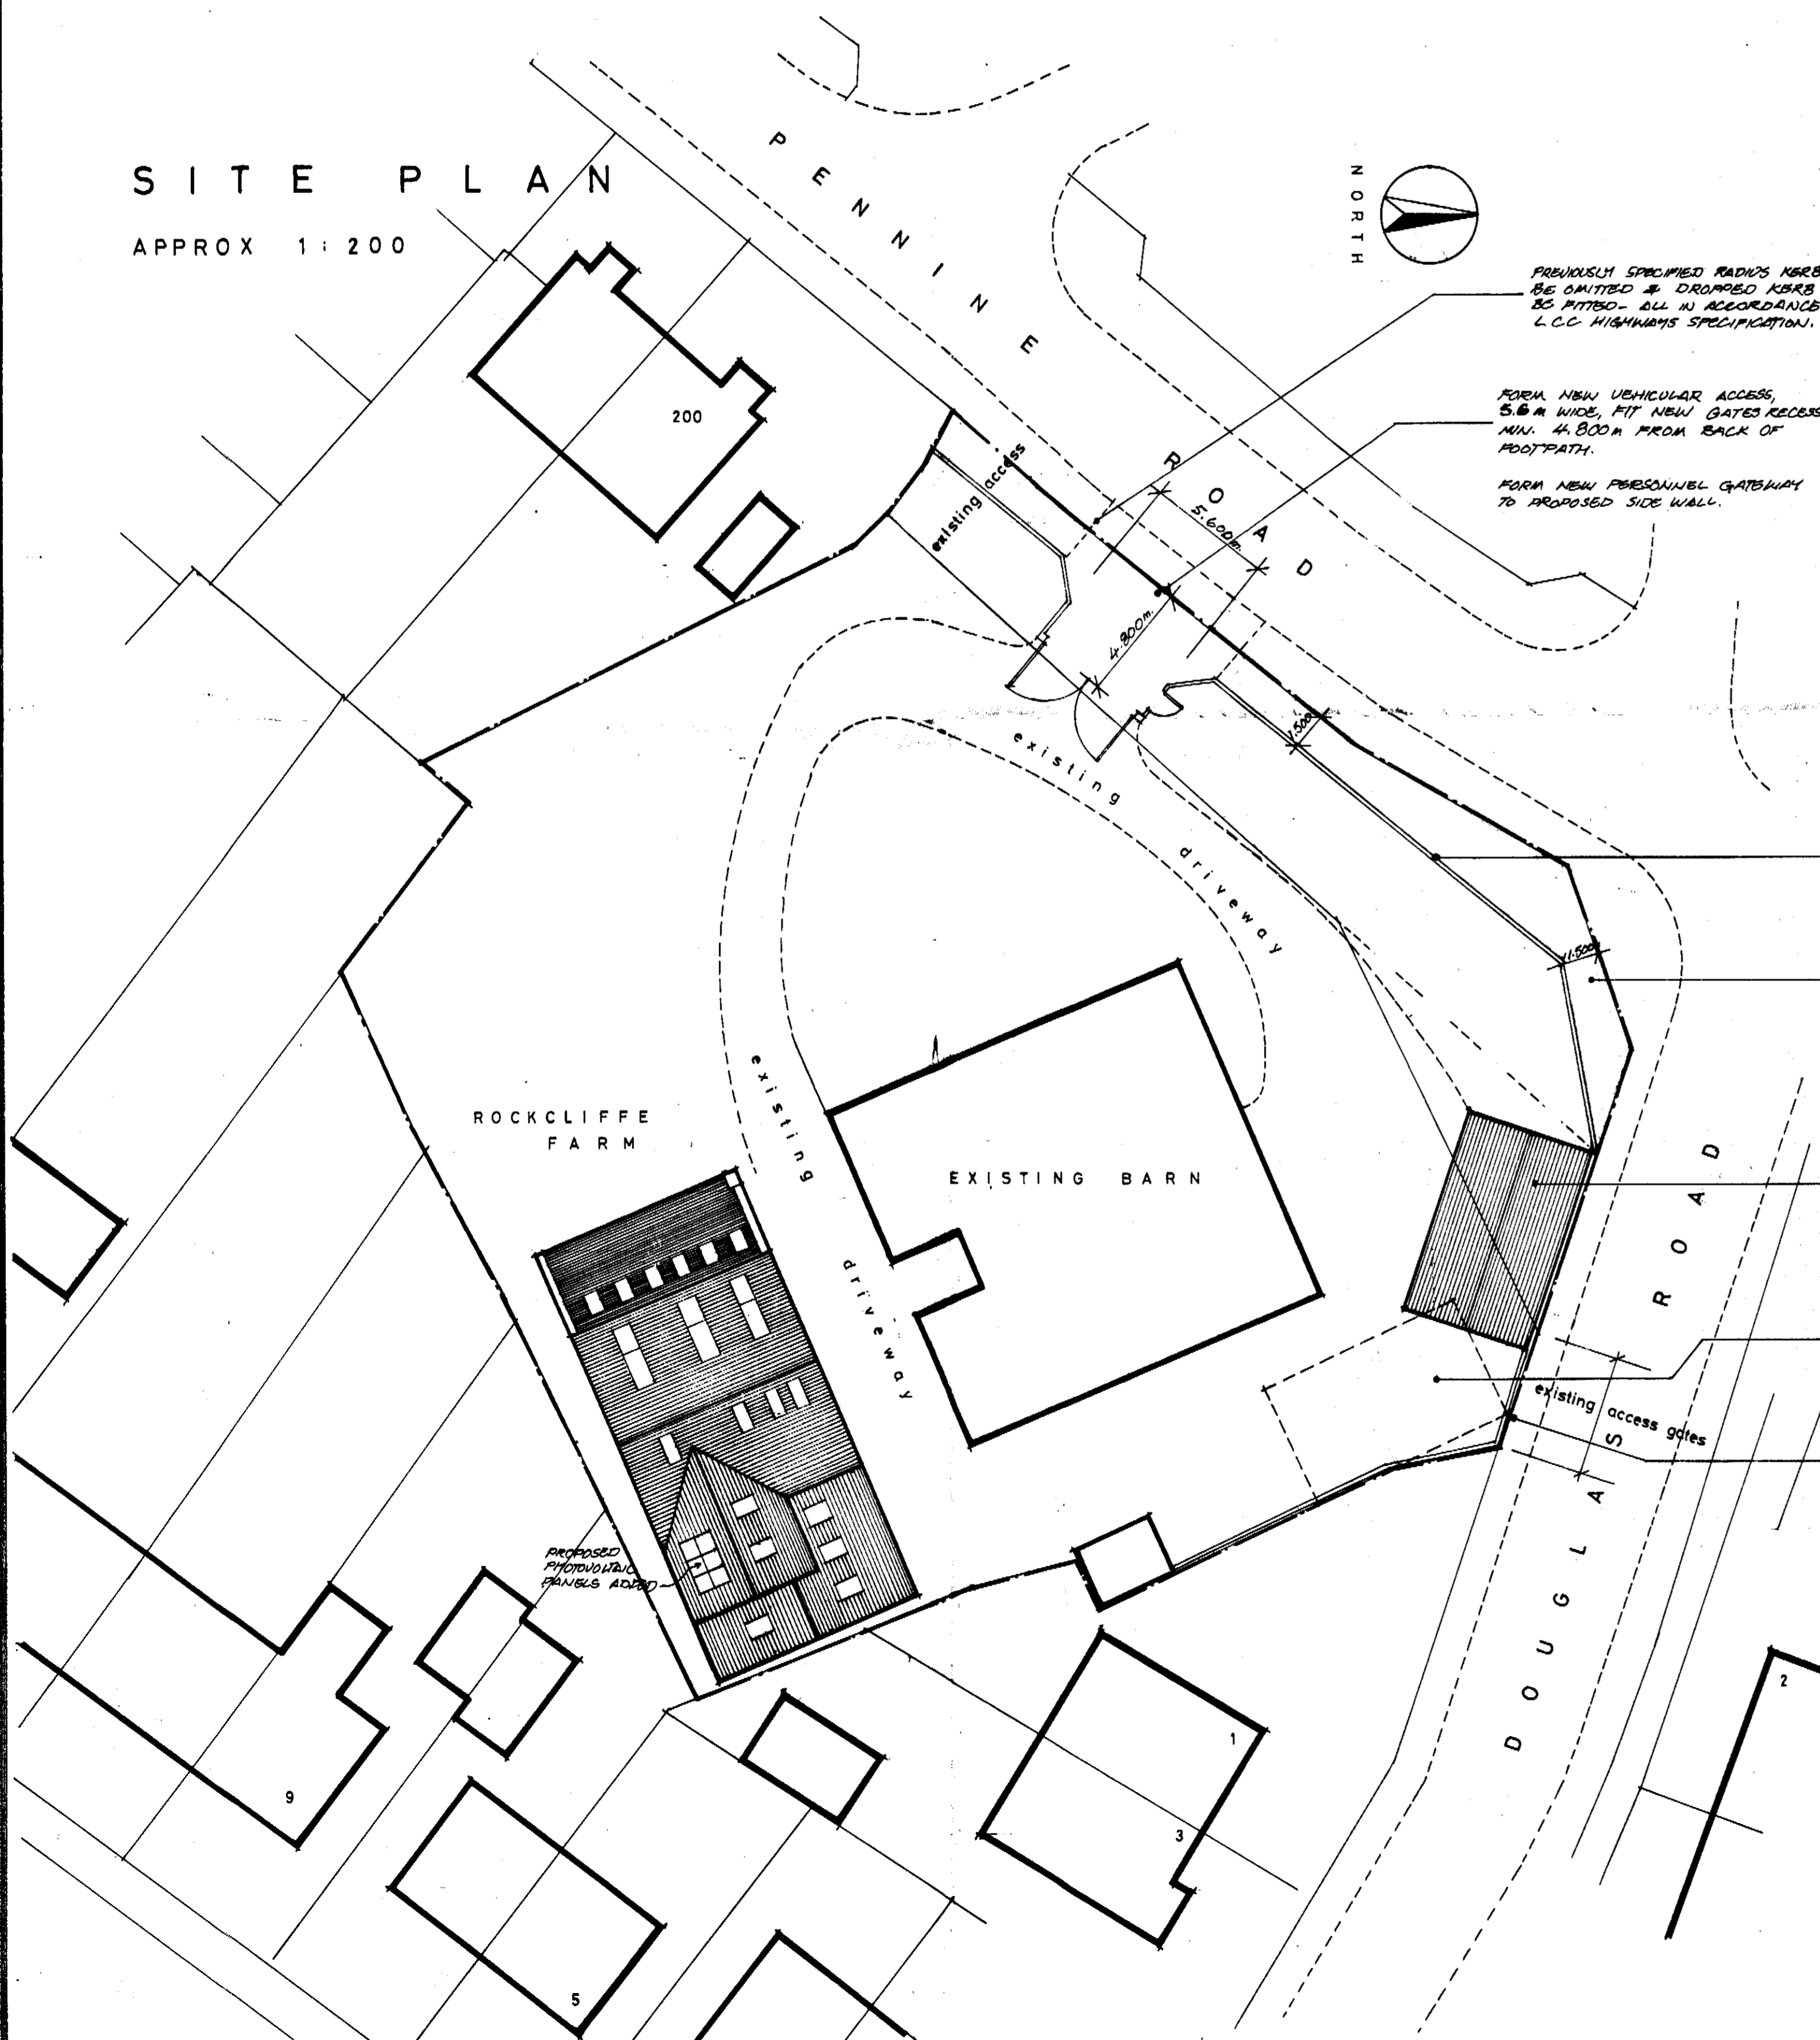 SITE PLAN
APPROX 1:200
PENNINE
ROAD
NORTH
PREVIOUSLY SPECIFIED RADIUS KERB
BE OMITTED & DROPPED KERB
BE FITTED - ALL IN ACCORDANCE
L.C.C HIGHWAYS SPECIFICATION.
FORM NEW VEHICULAR ACCESS,
5.6 m WIDE, FIT NEW GATES RECESS
MIN. 4.800m FROM BACK OF
FOOTPATH.
FORM NEW PERSONNEL GATEWAY
TO PROPOSED SIDE WALL.
200
existing access
5.600m.
4.800m.
1.500
existing
driveway
1.500
ROCKCLIFFE
FARM
existing
driveway
EXISTING BARN
existing access gates
DOUGLAS ROAD
PROPOSED
PHOTOVOLTAIC
PANELS ADDED
1
2
3
9
5